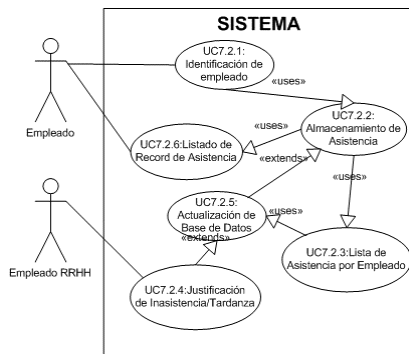 SISTEMA
UC7.2.1:
Identificación de
empleado
«uses»
Empleado
UC7.2.2:
Almacenamiento de
Asistencia
«uses»
UC7.2.6:Listado de
Record de Asistencia
«extends»
UC7.2.5:
Actualización de
Base de Datos
«extends»
«uses»
Empleado RRHH
UC7.2.3:Lista de
Asistencia por Empleado
UC7.2.4:Justificación de
Inasistencia/Tardanza
«uses»